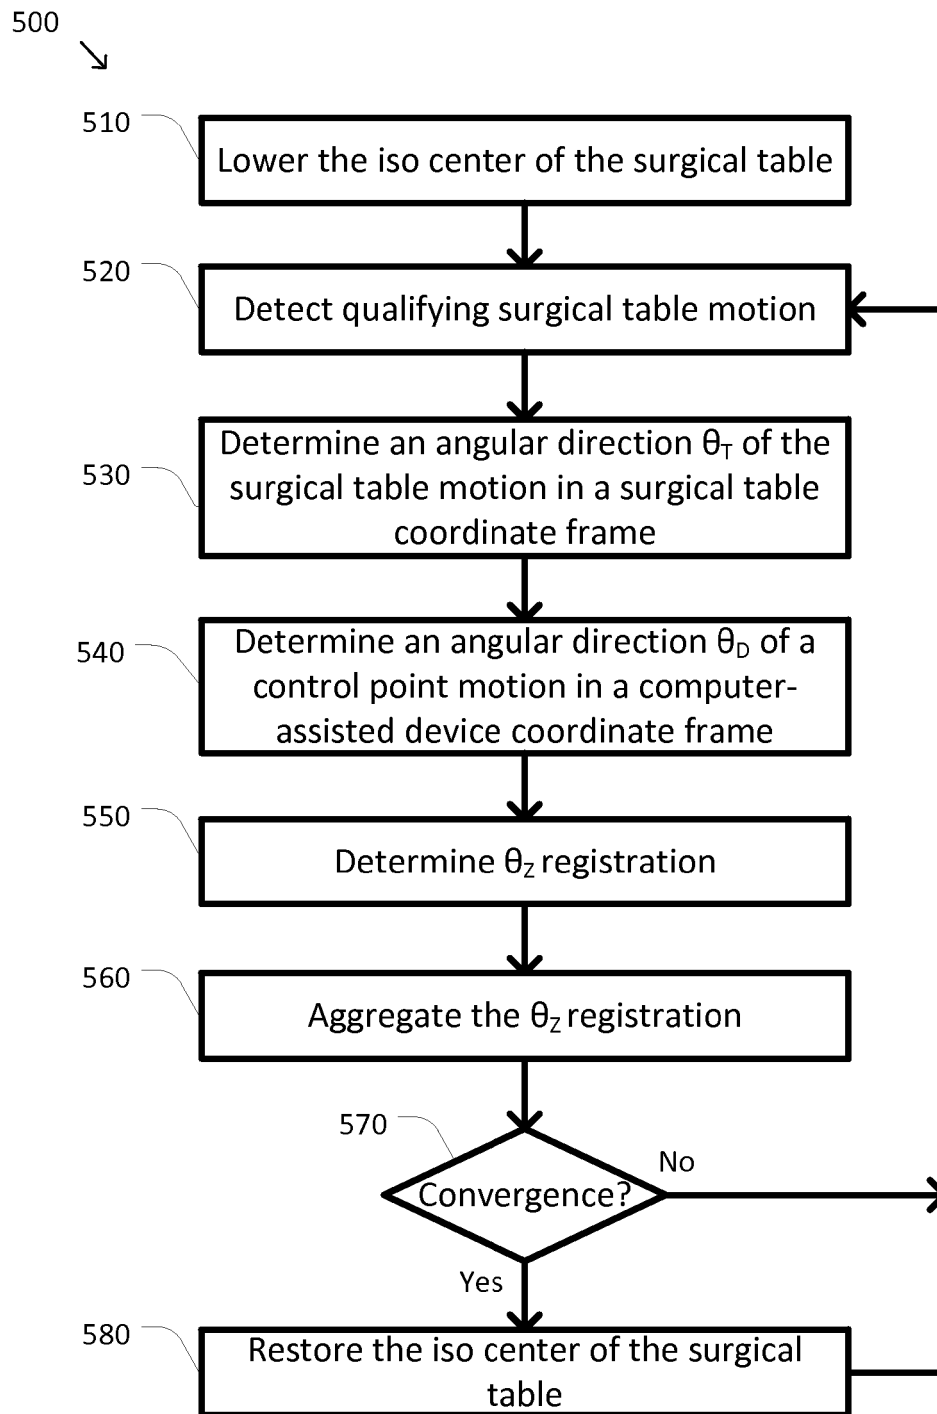 500
510
Lower the iso center of the surgical table
520
Detect qualifying surgical table motion
530
Determine an angular direction θT of the
surgical table motion in a surgical table
coordinate frame
540
Determine an angular direction θD of a
control point motion in a computer-
assisted device coordinate frame
550
Determine θZ registration
560
Aggregate the θZ registration
570
Convergence?
No
Yes
580
Restore the iso center of the surgical
table